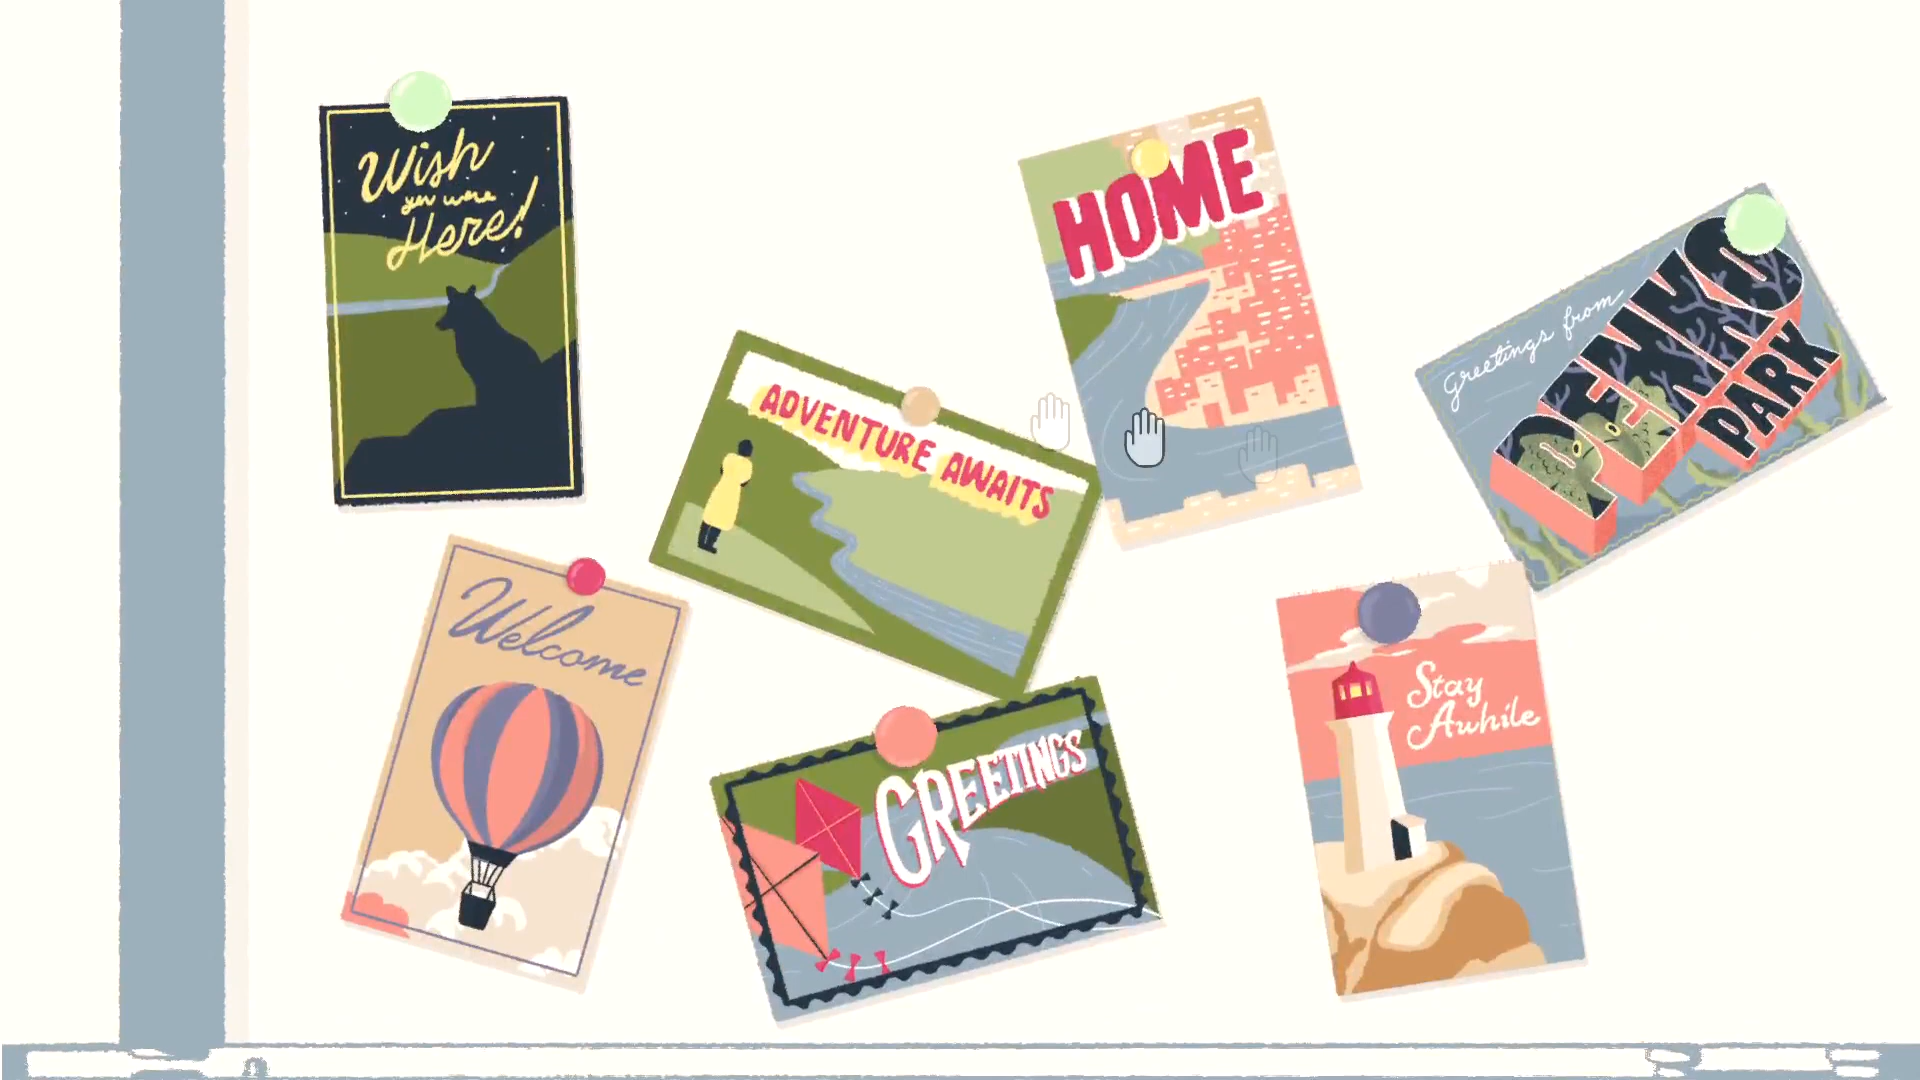 Wish
you were
Here!
HOME
Greetings from
PENKO
PARK
ADVENTURE AWAITS
Welcome
GREETINGS
Stay
Awhile